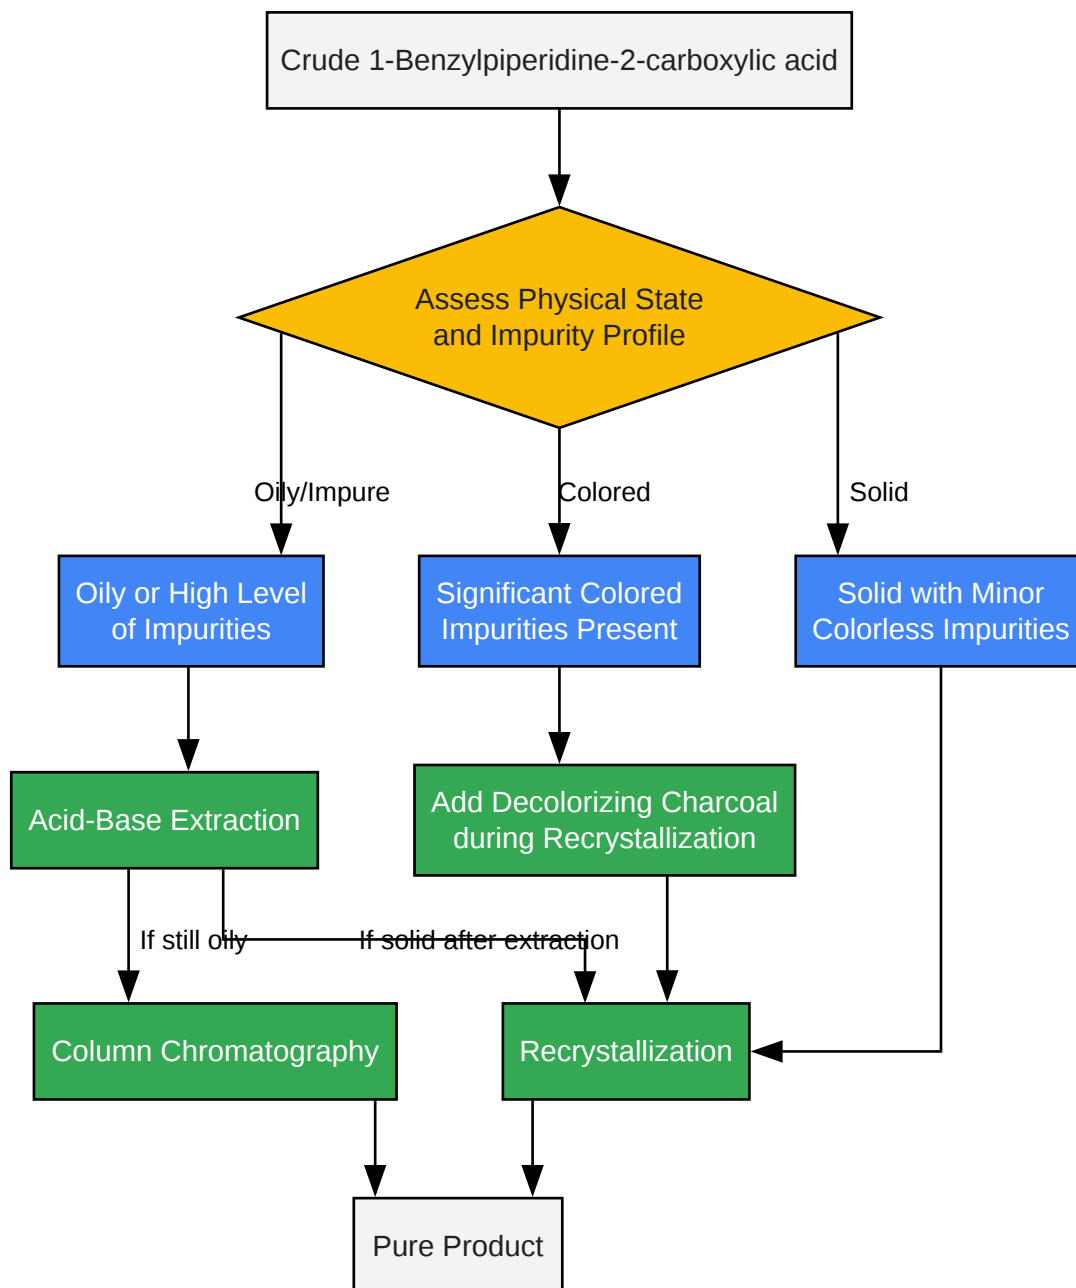 Crude 1-Benzylpiperidine-2-carboxylic acid
Assess Physical State
and Impurity Profile
Oily/Impure
Colored
Solid
Oily or High Level
of Impurities
Significant Colored
Impurities Present
Solid with Minor
Colorless Impurities
Acid-Base Extraction
Add Decolorizing Charcoal
during Recrystallization
If still oily
If solid after extraction
Column Chromatography
Recrystallization
Pure Product